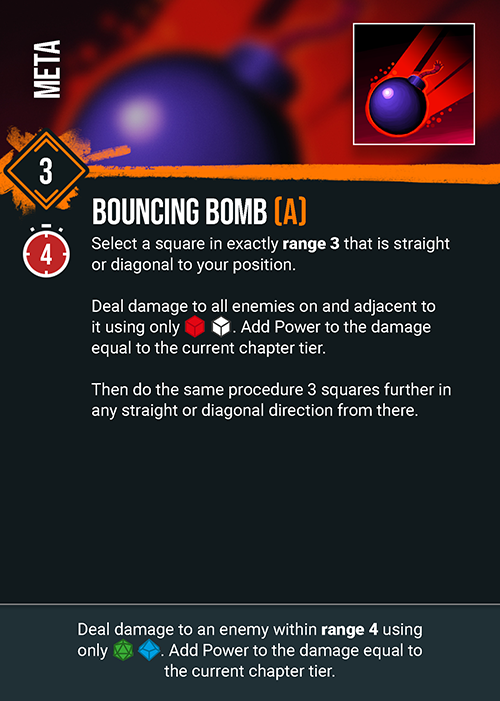 META
3
BOUNCING BOMB (A)
4
Select a square in exactly range 3 that is straight
or diagonal to your position.
Deal damage to all enemies on and adjacent to
it using only . Add Power to the damage
equal to the current chapter tier.
Then do the same procedure 3 squares further in
any straight or diagonal direction from there.
Deal damage to an enemy within range 4 using
only . Add Power to the damage equal to
the current chapter tier.